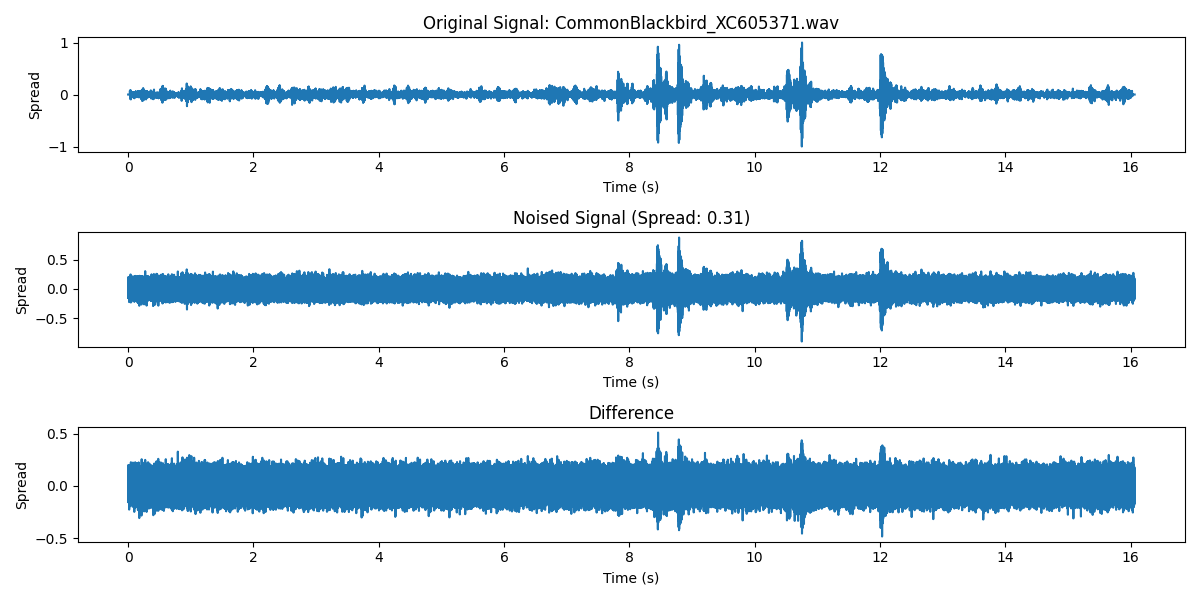 Original Signal: CommonBlackbird_XC605371.wav
1
0
−1
Spread
0 2 4 6 8 10 12 14 16
Time (s)
Noised Signal (Spread: 0.31)
0.5
0.0
−0.5
Spread
0 2 4 6 8 10 12 14 16
Time (s)
Difference
0.5
0.0
−0.5
Spread
0 2 4 6 8 10 12 14 16
Time (s)